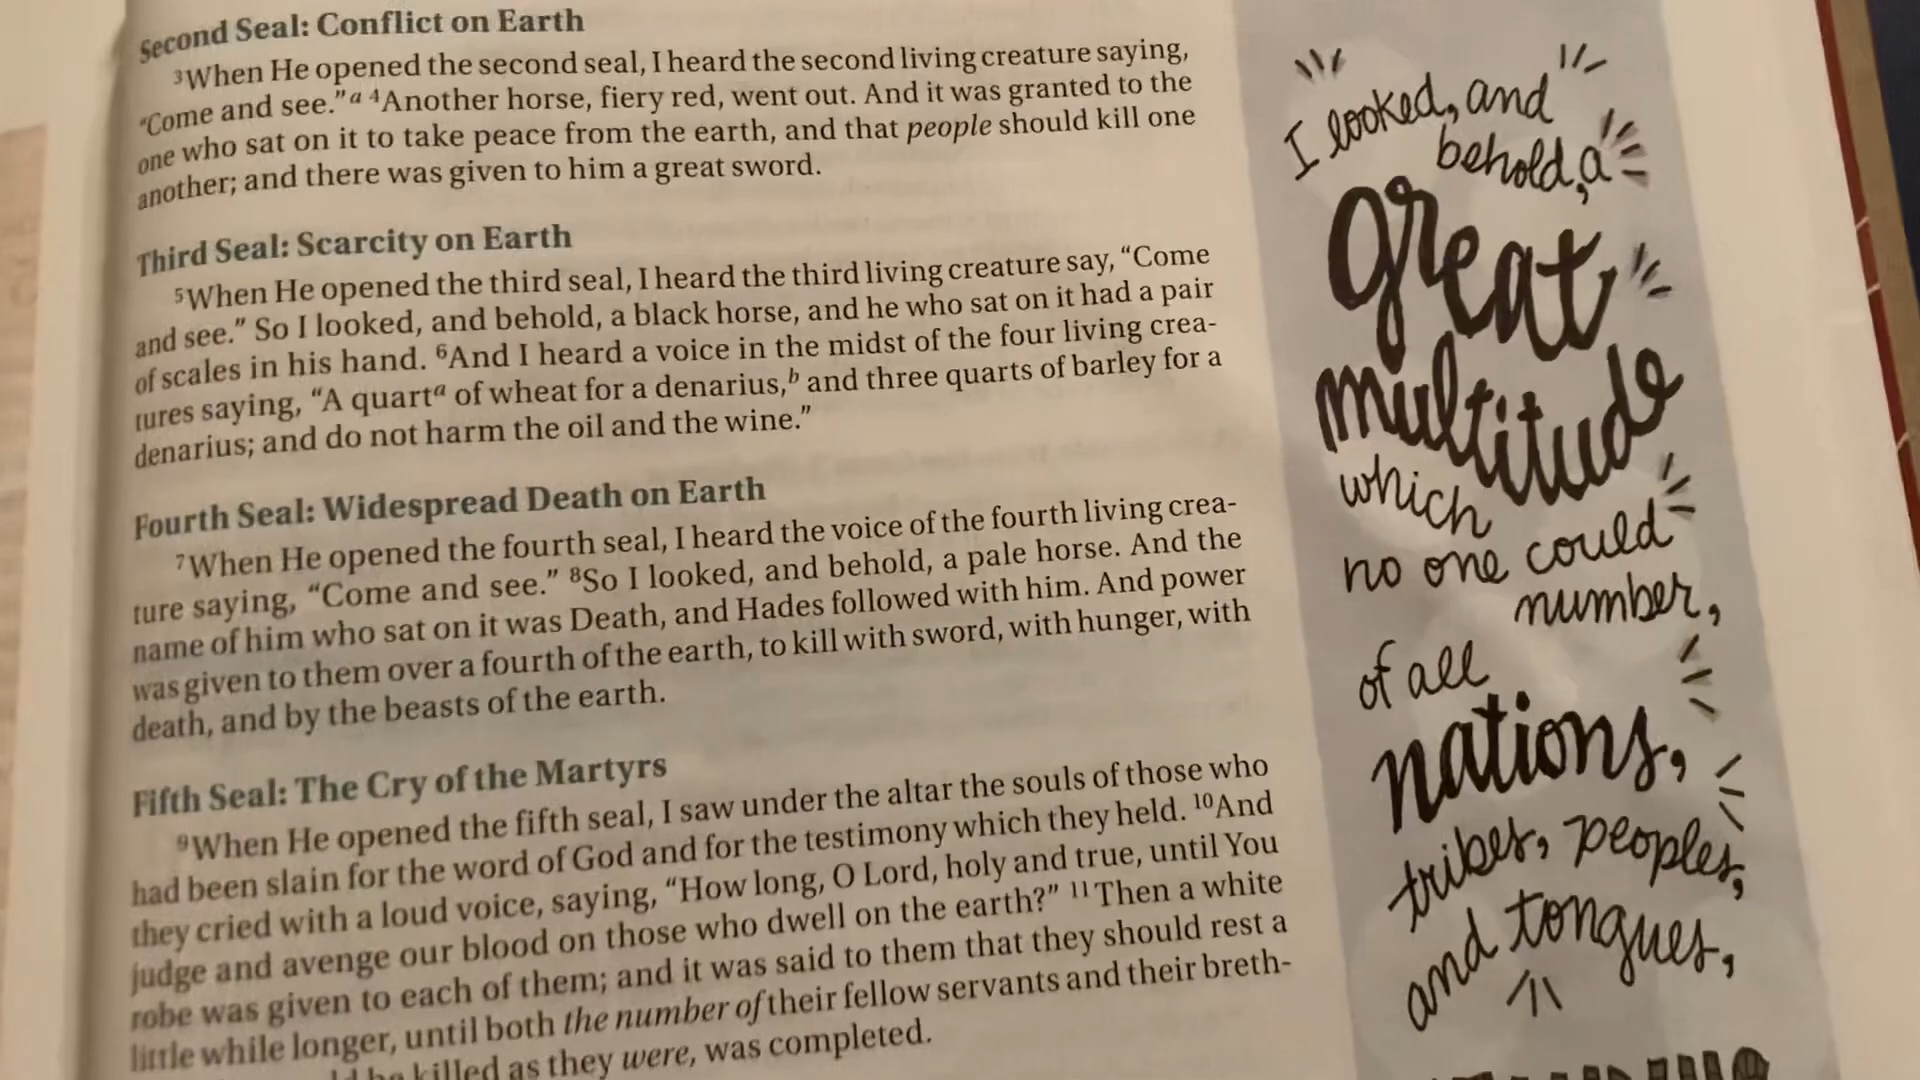 Second Seal: Conflict on Earth
3When He opened the second seal, I heard the second living creature saying,
"Come and see."a 4Another horse, fiery red, went out. And it was granted to the
one who sat on it to take peace from the earth, and that people should kill one
another; and there was given to him a great sword.
Third Seal: Scarcity on Earth
5When He opened the third seal, I heard the third living creature say, "Come
and see." So I looked, and behold, a black horse, and he who sat on it had a pair
of scales in his hand. 6And I heard a voice in the midst of the four living crea-
tures saying, "A quarta of wheat for a denarius,b and three quarts of barley for a
denarius; and do not harm the oil and the wine."
Fourth Seal: Widespread Death on Earth
7When He opened the fourth seal, I heard the voice of the fourth living crea-
ture saying, "Come and see." 8So I looked, and behold, a pale horse. And the
name of him who sat on it was Death, and Hades followed with him. And power
was given to them over a fourth of the earth, to kill with sword, with hunger, with
death, and by the beasts of the earth.
Fifth Seal: The Cry of the Martyrs
9When He opened the fifth seal, I saw under the altar the souls of those who
had been slain for the word of God and for the testimony which they held. 10And
they cried with a loud voice, saying, "How long, O Lord, holy and true, until You
judge and avenge our blood on those who dwell on the earth?" 11Then a white
robe was given to each of them; and it was said to them that they should rest a
little while longer, until both the number of their fellow servants and their breth-
killed as they were, was completed.
I looked, and
behold, a
great
multitude
which
no one could
number,
of all
nations,
tribes, peoples,
and tongues,